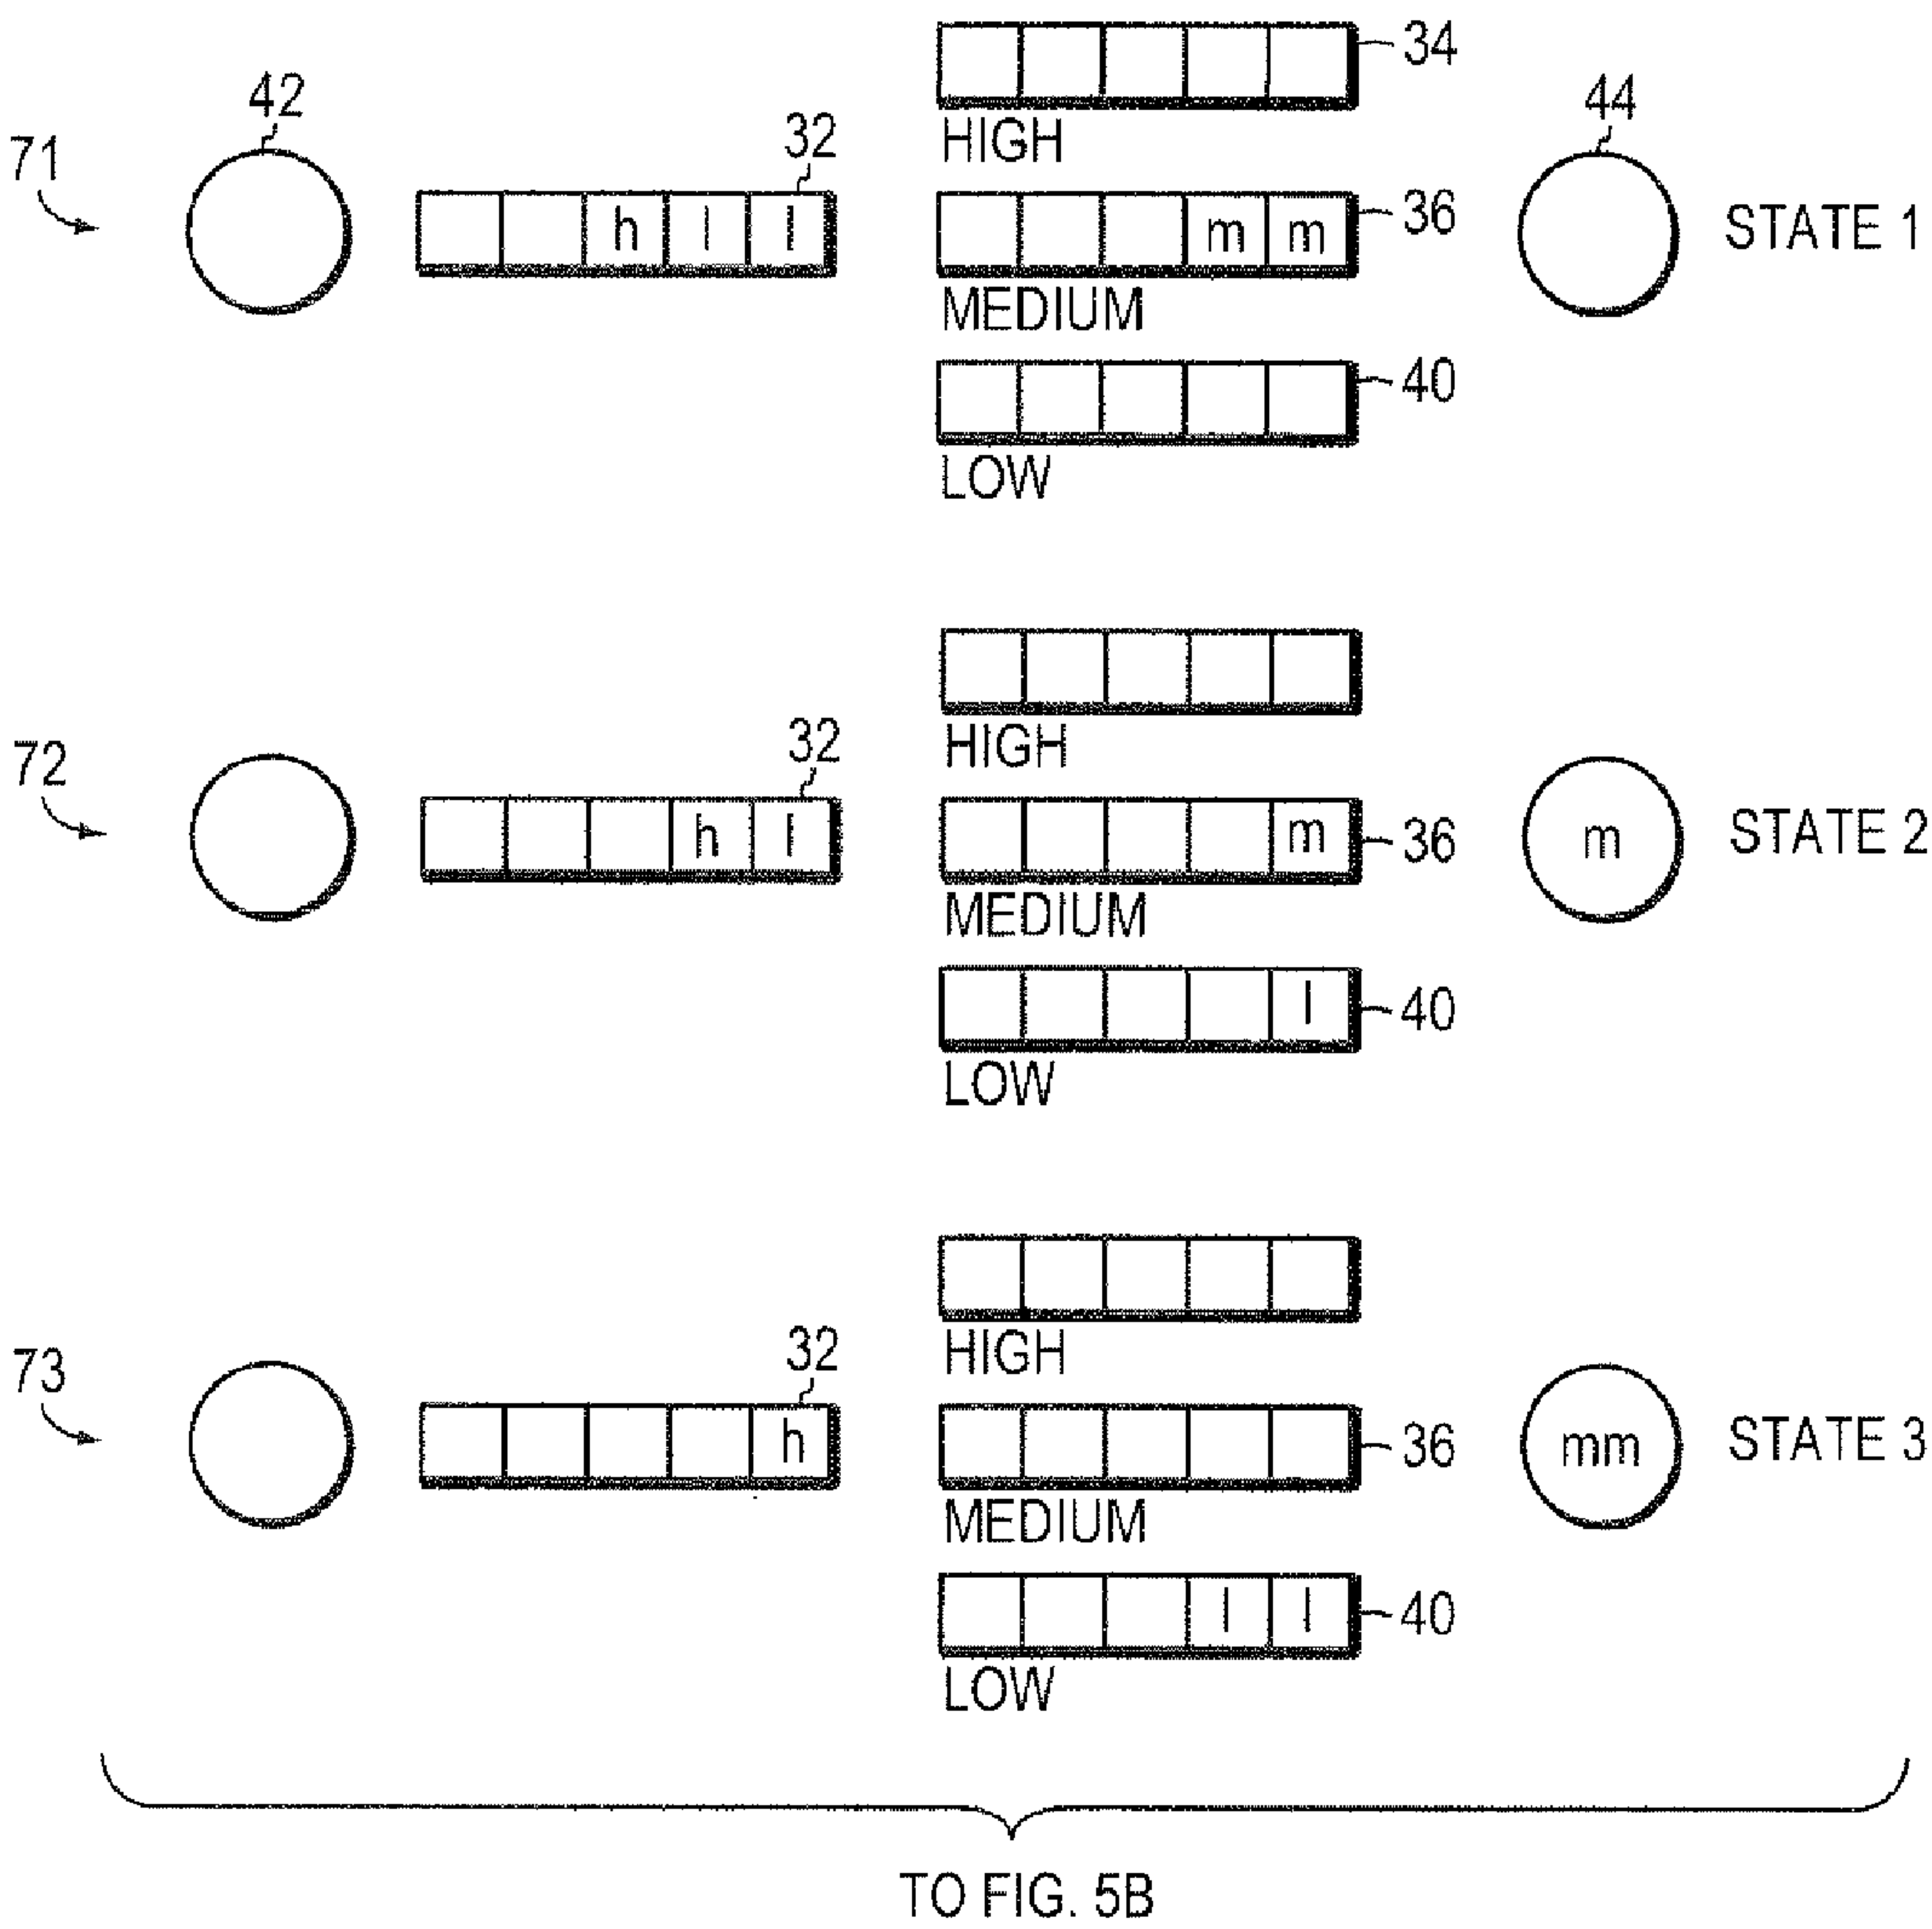 34
42
44
32
71
HIGH
h l l
m m
36
STATE 1
MEDIUM
40
LOW
32
HIGH
72
h l
m
36
m
STATE 2
MEDIUM
l
40
LOW
32
HIGH
73
h
36
mm
STATE 3
MEDIUM
l l
40
LOW
TO FIG. 5B